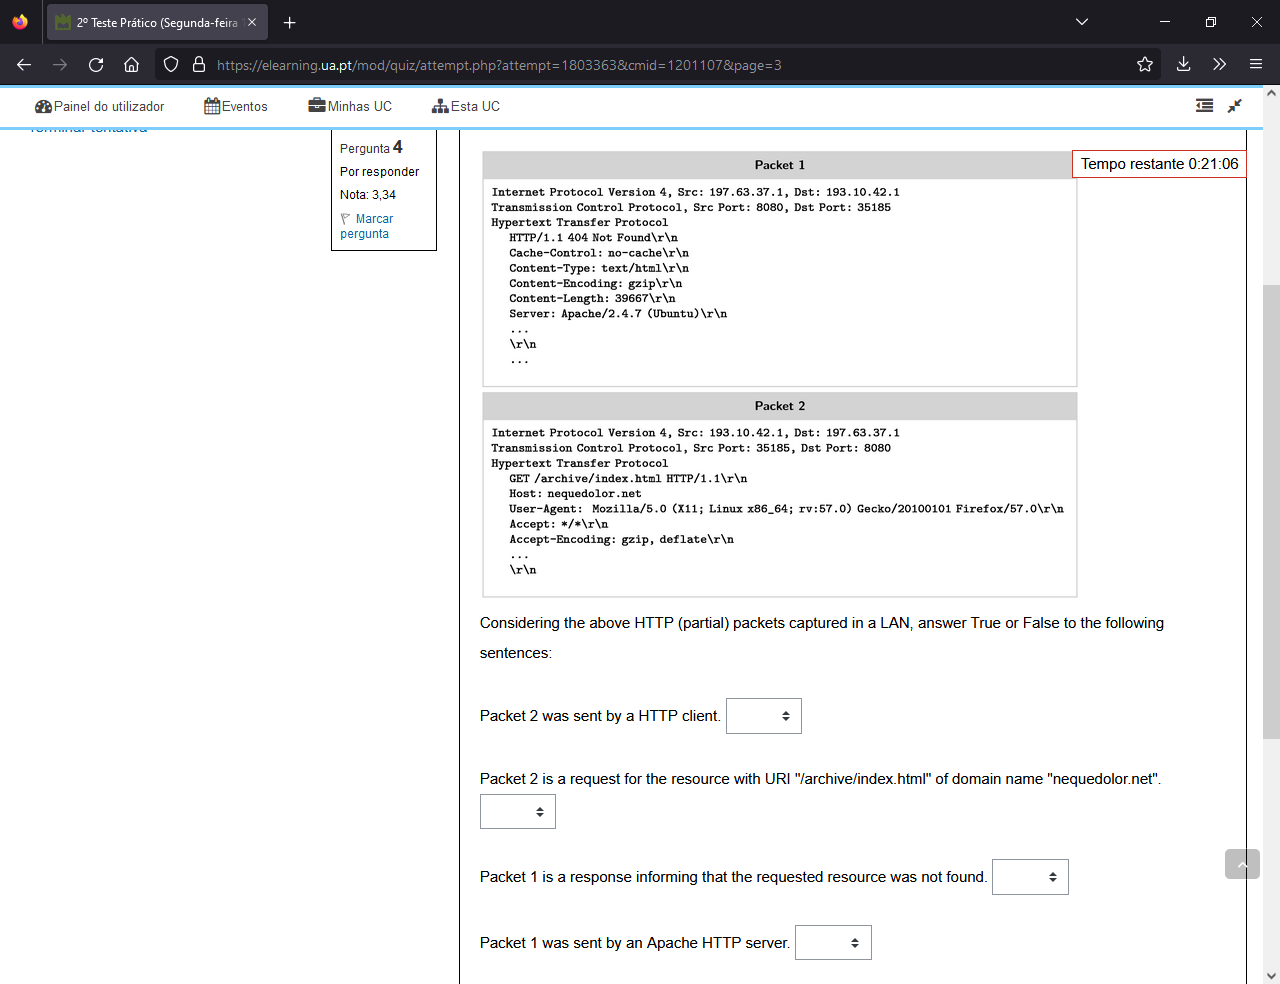 2º Teste Prático (Segunda-feira
https://elearning.ua.pt/mod/quiz/attempt.php?attempt=1803363&cmid=1201107&page=3
Painel do utilizador Eventos Minhas UC Esta UC
Terminar tentativa
Pergunta 4
Por responder
Nota: 3,34
Marcar
pergunta
Tempo restante 0:21:06
Packet 1
Internet Protocol Version 4, Src: 197.63.37.1, Dst: 193.10.42.1
Transmission Control Protocol, Src Port: 8080, Dst Port: 35185
Hypertext Transfer Protocol
HTTP/1.1 404 Not Found\r\n
Cache-Control: no-cache\r\n
Content-Type: text/html\r\n
Content-Encoding: gzip\r\n
Content-Length: 39667\r\n
Server: Apache/2.4.7 (Ubuntu)\r\n
...
\r\n
...
Packet 2
Internet Protocol Version 4, Src: 193.10.42.1, Dst: 197.63.37.1
Transmission Control Protocol, Src Port: 35185, Dst Port: 8080
Hypertext Transfer Protocol
GET /archive/index.html HTTP/1.1\r\n
Host: nequedolor.net
User-Agent: Mozilla/5.0 (X11; Linux x86_64; rv:57.0) Gecko/20100101 Firefox/57.0\r\n
Accept: */*\r\n
Accept-Encoding: gzip, deflate\r\n
...
\r\n
Considering the above HTTP (partial) packets captured in a LAN, answer True or False to the following
sentences:
Packet 2 was sent by a HTTP client.
Packet 2 is a request for the resource with URI "/archive/index.html" of domain name "nequedolor.net".
Packet 1 is a response informing that the requested resource was not found.
Packet 1 was sent by an Apache HTTP server.